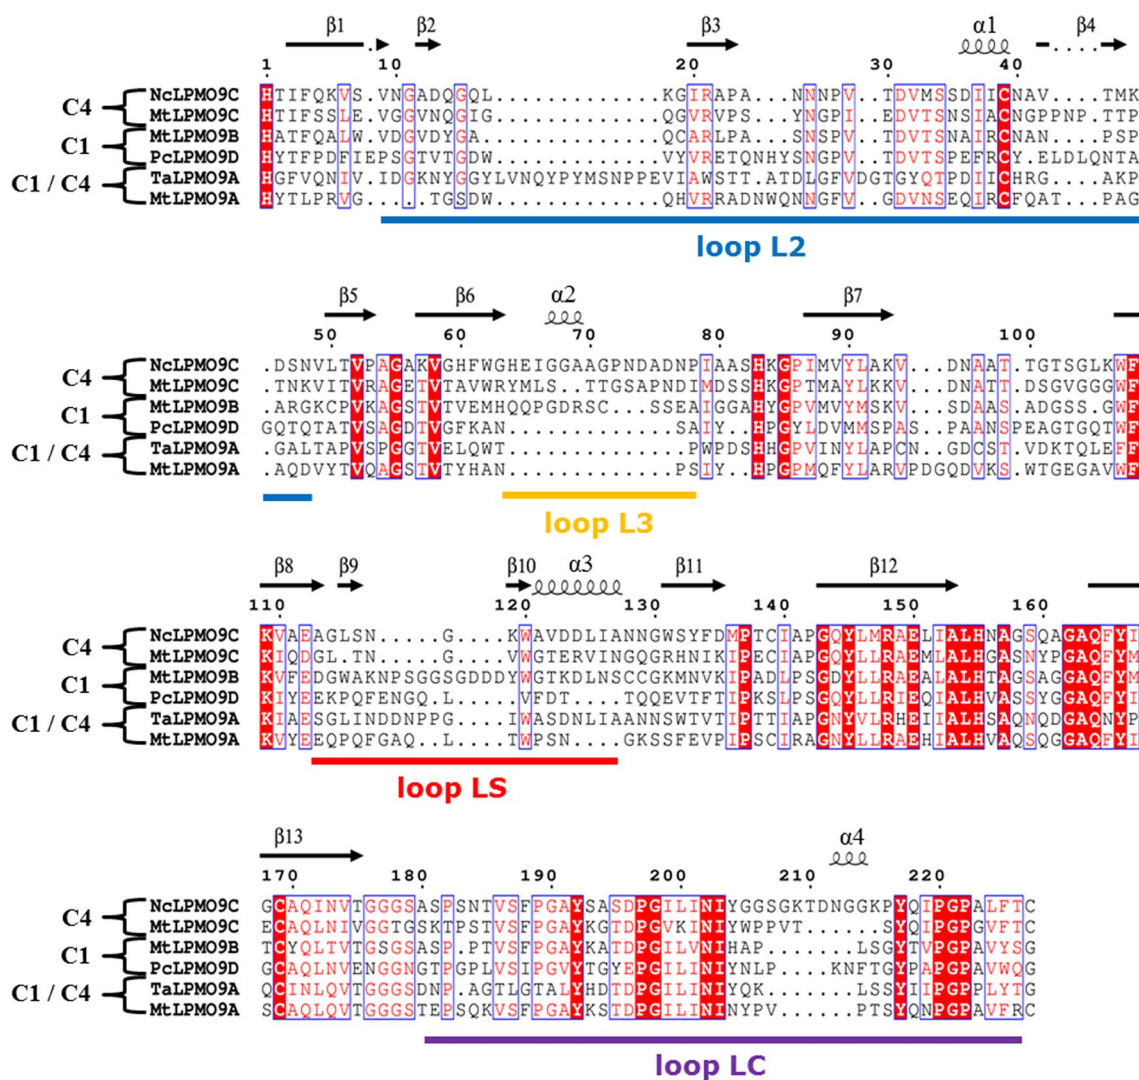 β1 β2 β3 α1 β4
1 10 20 30 40
C4 NcLPMO9C HTIFQKVS.VNGADQGQL.............KGIRAPA...NNNPV..TDVMSSDIICNAV....TMK
MtLPMO9C HTIFSSLE.VGGVNQGIG.............QGVRVPS...YNGPI..EDVTSNSIACNGPPNPTTP
C1 MtLPMO9B HATFQALW.VDGVDYGA..............QCARLPA...SNSPV..TDVTSNAIRCNAN....PSP
PcLPMO9D HYTFPDFIEPSGTVTGDW.............VYVRETQNHYSNGPV..TDVTSPEFRCY.ELDLQNTA
C1 / C4 TaLPMO9A HGFVQNIV.IDGKNYGGYLVNQYPYMSNPPEVIAWSTT.ATDLGFVDGTGYQTPDIICHRG....AKP
MtLPMO9A HYTLPRVG....TGSDW.............QHVRRADNWQNNGFV..GDVNSEQIRCFQAT...PAG
loop L2
β5 β6 α2 β7
50 60 70 80 90 100
C4 NcLPMO9C .DSNVLTVPAGAKVGHFWGHEIGGAAGPNDADNPIAASHKGPIMVYLAKV...DNAAT.TGTSGLKWF
MtLPMO9C .TNKVITVRAGETVTAVWRYMLS..TTGSAPNDIMDSSHKGPTMAYLKKV...DNATT.DSGVGGGWF
C1 MtLPMO9B .ARGKCPVKAGSTVTVEMHQQPGDRSC...SSEAIGGAHYGPVMVYMSKV...SDAAS.ADGSS.GWF
PcLPMO9D GQTQTATVSAGDTVGFKAN...............SAIY..HPGYLDVMMSPAS..PAANSPEAGTGQTWF
C1 / C4 TaLPMO9A .GALTAPVSPGGTVELQWT...............PWPDSHHGPVINYLAPCN..GDCST.VDKTQLEFF
MtLPMO9A .AQDVYTVQAGSTVTYHAN...............PSIY..HPGPMQFYLARVPDGQDVKS.WTGEGAVWF
loop L3
β8 β9 β10 α3 β11 β12
110 120 130 140 150 160
C4 NcLPMO9C KVAEAGLSN.....G....KWAVDDLIANNGWSYFDMPTCIAPGQYLMRAELIALHNAGSQAGAQFYI
MtLPMO9C KIQDGL.TN.....G....VWGTERVINGQGRHNIKIPECIAPGQYLLRAEMLALHGASNYPGAQFYM
C1 MtLPMO9B KVFEDGWAKNPSGGSGDDDYWGTKDLNSCCGKMNVKIPADLPSGDYLLRAEALALHTAGSAGGAQFYM
PcLPMO9D KIYEEKPQFENGQ.L.....VFDT...TQQEVTFTIPKSLPSGQYLLRIEQIALHVASSYGGAQFYI
C1 / C4 TaLPMO9A KIAESGLINDDNPPG....IWASDNLIAANNSWTVTIPTTIAPGNYVLRHEIIALHSAQNQDGAQNYP
MtLPMO9A KVYEEQPQFGAQ..L....TWPSN....GKSSFEVPIPSCIRAGNYLLRAEHIALHVAQSQGGAQFYI
loop LS
β13 α4
170 180 190 200 210 220
C4 NcLPMO9C GCAQINVTGGGSASPSNTVSFPGAYSASDPGILINIYGGSGKTDNGGKPYQIPGPALFTC
MtLPMO9C ECAQLNIVGGTGSKTPSTVSFPGAYKGTDPGVKINIYWPPVT......SYQIPGPGVFTC
C1 MtLPMO9B TCYQLTVTGSGSASP.PTVSFPGAYKATDPGILVNIHAP.......LSGYTVPGPAVYSG
PcLPMO9D GCAQLNVENGGNGTPGPLVSIPGVYTGYEPGILINIYNLP....KNFTGYPAPGPAVWQG
C1 / C4 TaLPMO9A QCINLQVTGGGSDNP.AGTLGTALYHDTDPGILINIYQK.......LSSYIIPGPPLYTG
MtLPMO9A SCAQLQVTGGGSTEPSQKVSFPGAYKSTDPGILININYPV......PTSYQNPGPAVFRC
loop LC